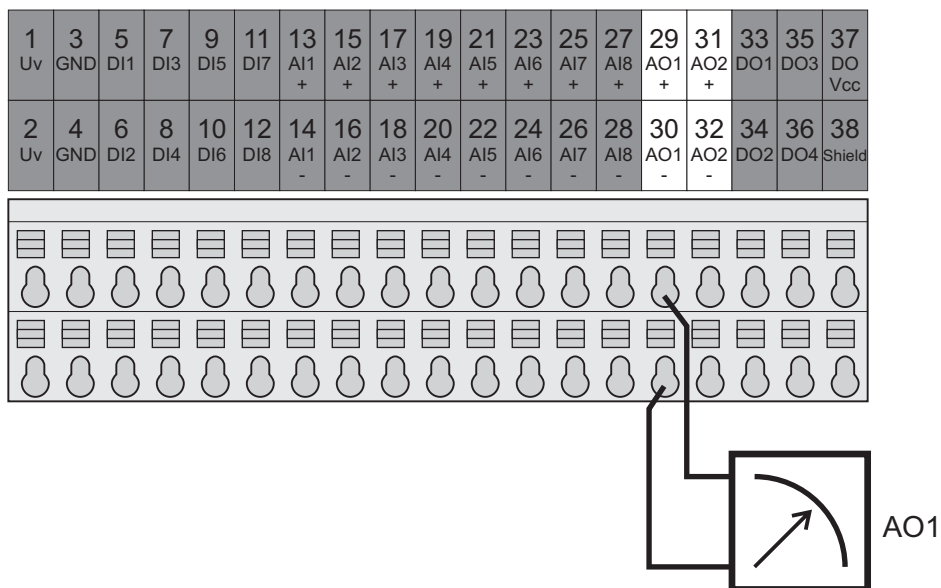 1 3 5 7 9 11 13 15 17 19 21 23 25 27 29 31 33 35 37
Uv GND DI1 DI3 DI5 DI7 AI1 AI2 AI3 AI4 AI5 AI6 AI7 AI8 AO1 AO2 DO1 DO3 DO
+ + + + + + + + + + Vcc
2 4 6 8 10 12 14 16 18 20 22 24 26 28 30 32 34 36 38
Uv GND DI2 DI4 DI6 DI8 AI1 AI2 AI3 AI4 AI5 AI6 AI7 AI8 AO1 AO2 DO2 DO4 Shield
- - - - - - - - - -
AO1